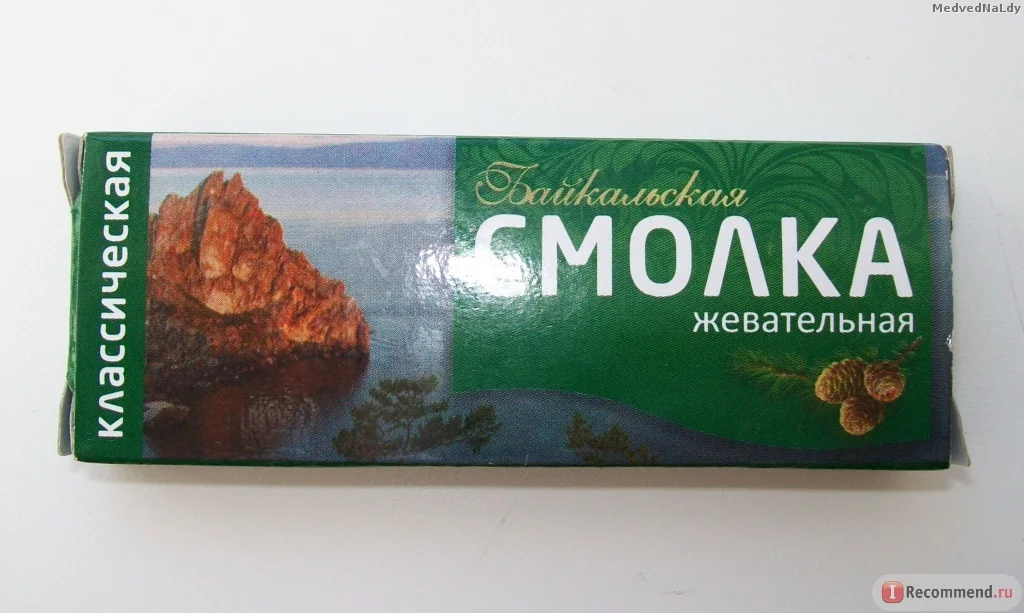 MedvedNaLdy
классическая
Байкальская
СМОЛКА
жевательная
I Recommend.ru